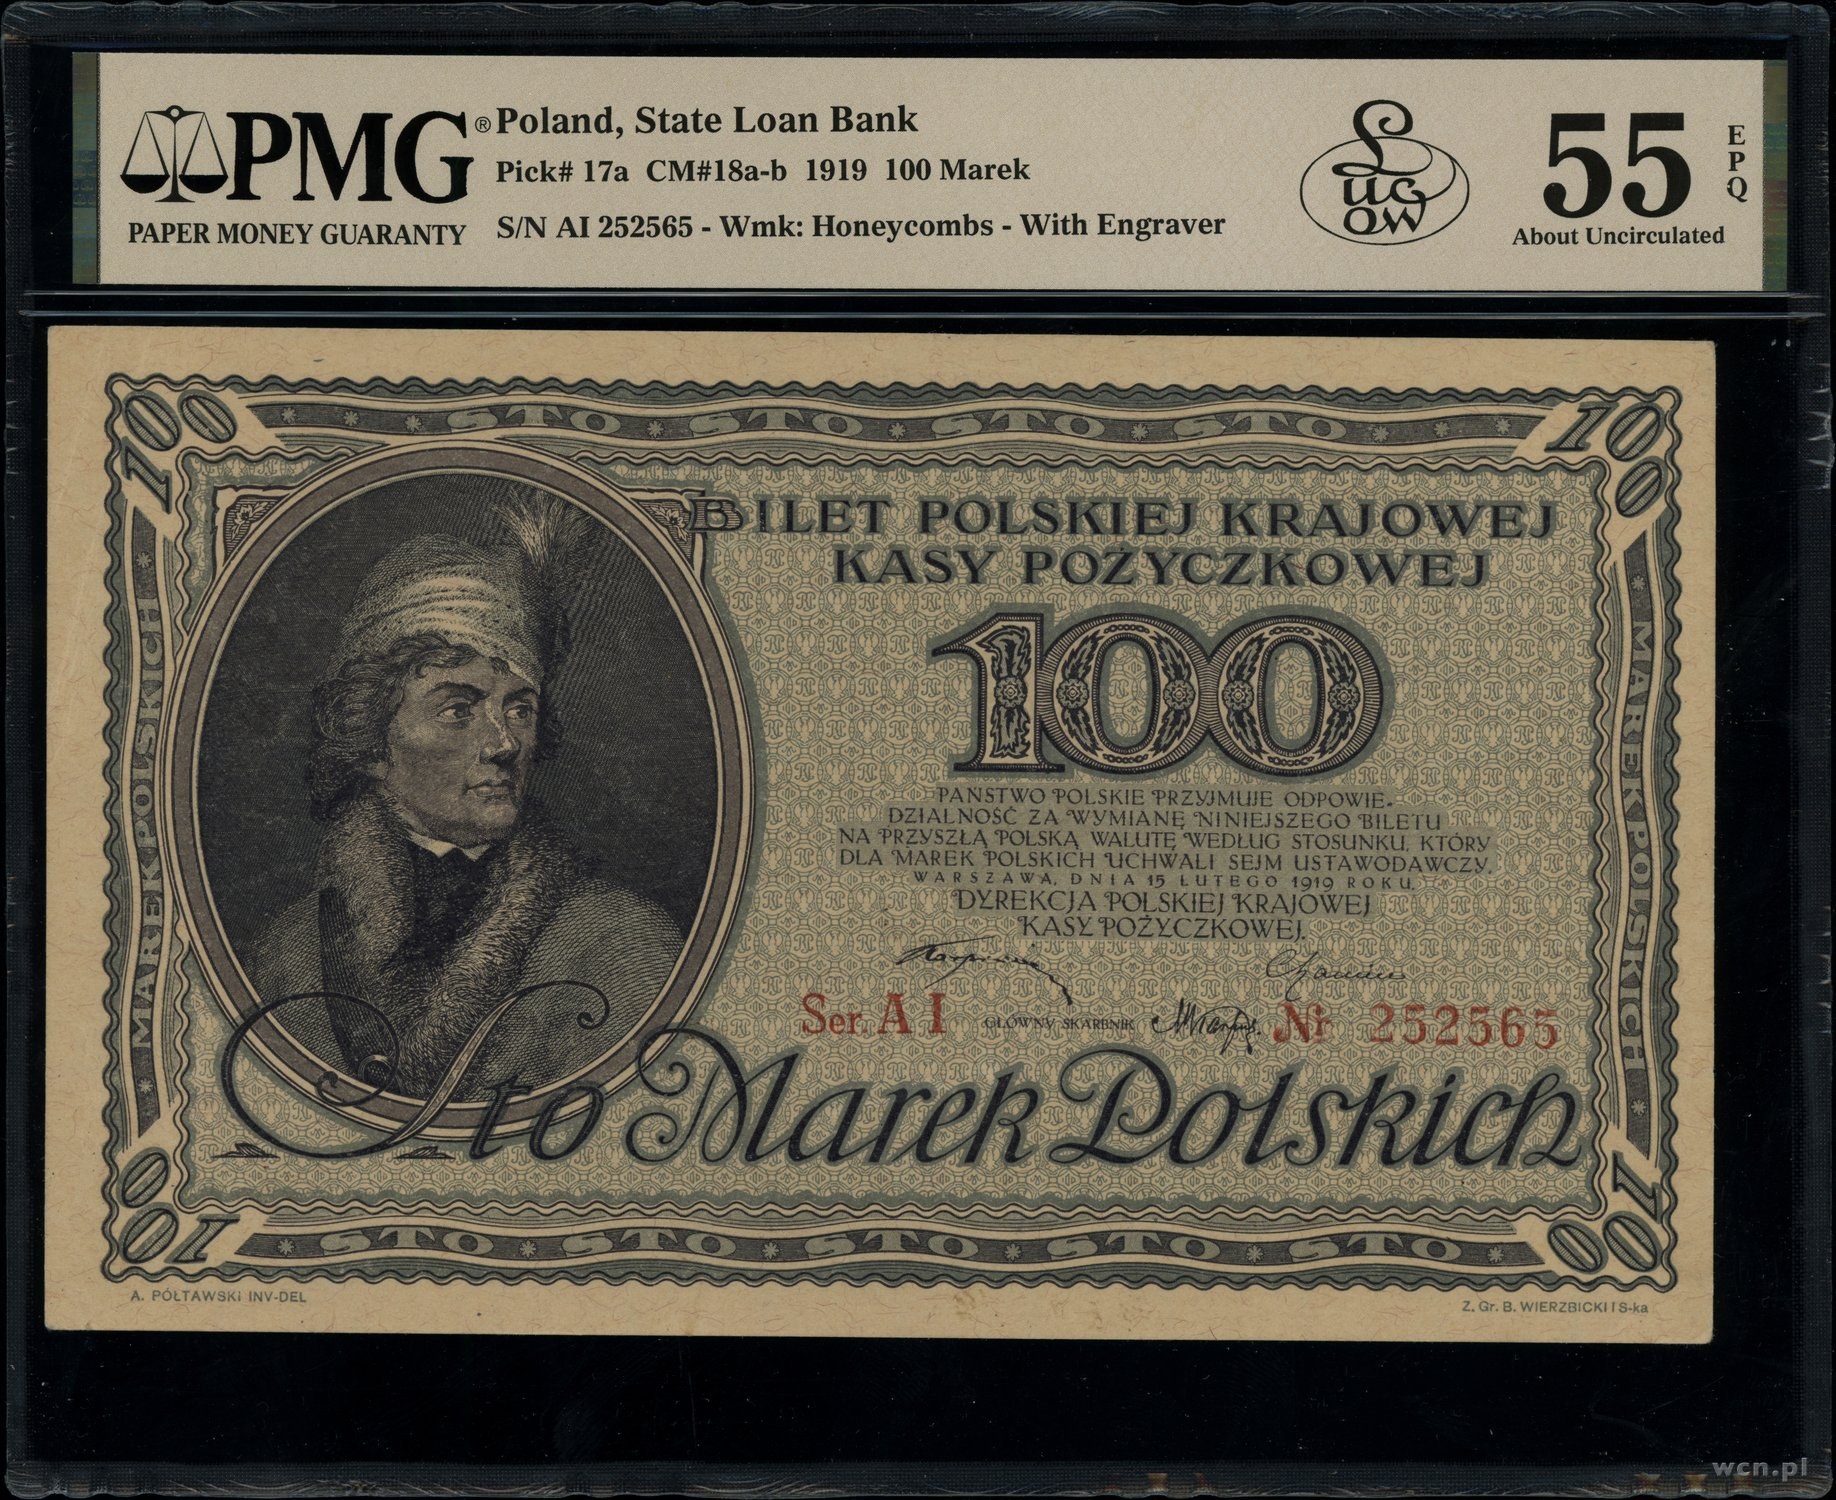 PMG® Poland, State Loan Bank
Pick# 17a CM#18a-b 1919 100 Marek
PAPER MONEY GUARANTY
S/N AI 252565 - Wmk: Honeycombs - With Engraver
Lucow
55 EPQ
About Uncirculated
100 STO STO STO STO 100
BILET POLSKIEJ KRAJOWEJ
KASY POŻYCZKOWEJ
100
MAREK POLSKICH
MAREK POLSKICH
PAŃSTWO POLSKIE PRZYJMUJE ODPOWIE-
DZIALNOŚĆ ZA WYMIANĘ NINIEJSZEGO BILETU
NA PRZYSZŁĄ POLSKĄ WALUTĘ WEDŁUG STOSUNKU, KTÓRY
DLA MAREK POLSKICH UCHWALI SEJM USTAWODAWCZY.
WARSZAWA, DNIA 15 LUTEGO 1919 ROKU.
DYREKCJA POLSKIEJ KRAJOWEJ
KASY POŻYCZKOWEJ.
Ser. A I GŁÓWNY SKARBNIK № 252565
Sto Marek Polskich
100 STO STO STO STO STO 100
A. PÓŁTAWSKI INV-DEL
Z. Gr. B. WIERZBICKI I S-ka
wcn.pl